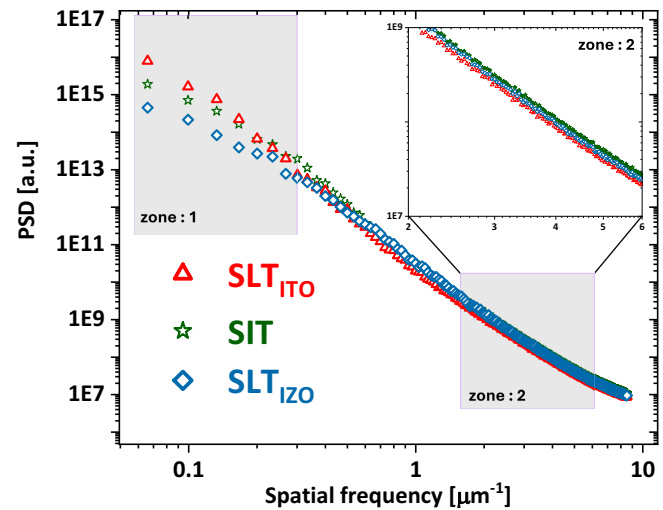 1E17
1E15
1E13
1E11
1E9
1E7
PSD [a.u.]
zone : 1
SLT_ITO
SIT
SLT_IZO
1E9
1E7
2
3
4
5
6
zone : 2
zone : 2
0.1
1
10
Spatial frequency [μm⁻¹]